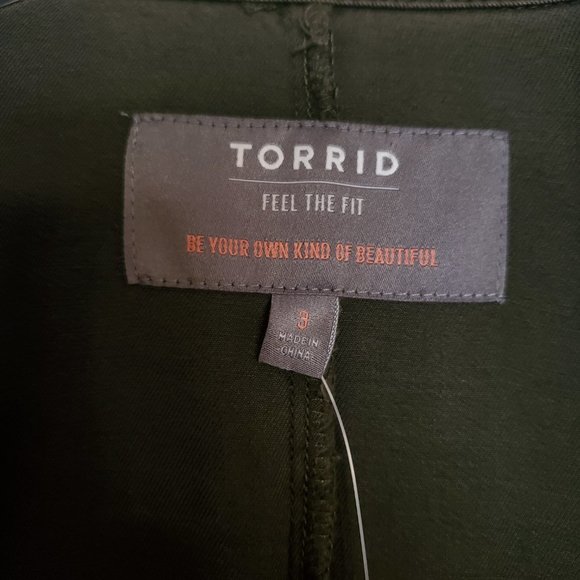 TORRID
FEEL THE FIT
BE YOUR OWN KIND OF BEAUTIFUL
3
MADE IN
CHINA